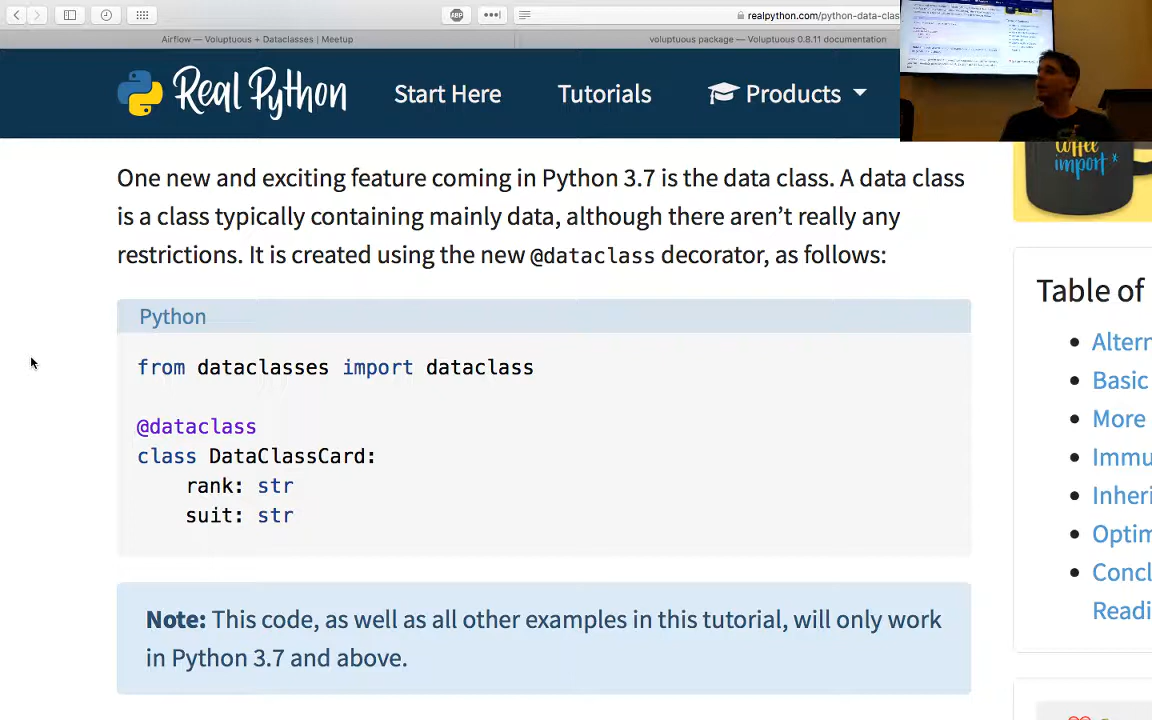 realpython.com/python-data-clas
Airflow — Voluptuous + Dataclasses | Meetup
voluptuous package — Voluptuous 0.8.11 documentation
ABP
Real Python
Start Here
Tutorials
Products
coffee
import*
One new and exciting feature coming in Python 3.7 is the data class. A data class
is a class typically containing mainly data, although there aren’t really any
restrictions. It is created using the new @dataclass decorator, as follows:
Python
from dataclasses import dataclass
@dataclass
class DataClassCard:
    rank: str
    suit: str
Note: This code, as well as all other examples in this tutorial, will only work
in Python 3.7 and above.
Table of
Altern
Basic
More
Immu
Inheri
Optim
Concl
Readi